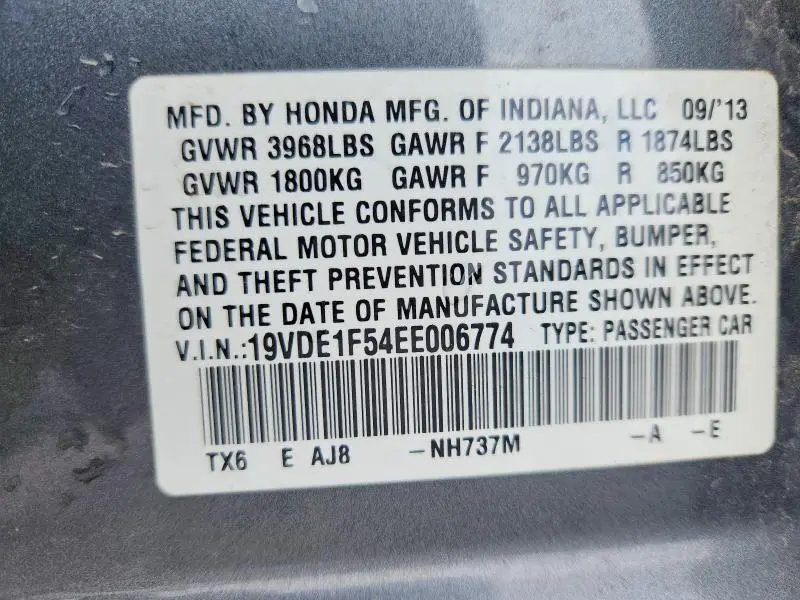 MFD. BY HONDA MFG. OF INDIANA, LLC 09/'13
GVWR 3968LBS GAWR F 2138LBS R 1874LBS
GVWR 1800KG GAWR F 970KG R 850KG
THIS VEHICLE CONFORMS TO ALL APPLICABLE
FEDERAL MOTOR VEHICLE SAFETY, BUMPER,
AND THEFT PREVENTION STANDARDS IN EFFECT
ON THE DATE OF MANUFACTURE SHOWN ABOVE.
V.I.N.:19VDE1F54EE006774 TYPE: PASSENGER CAR
TX6 E AJ8 -NH737M -A -E